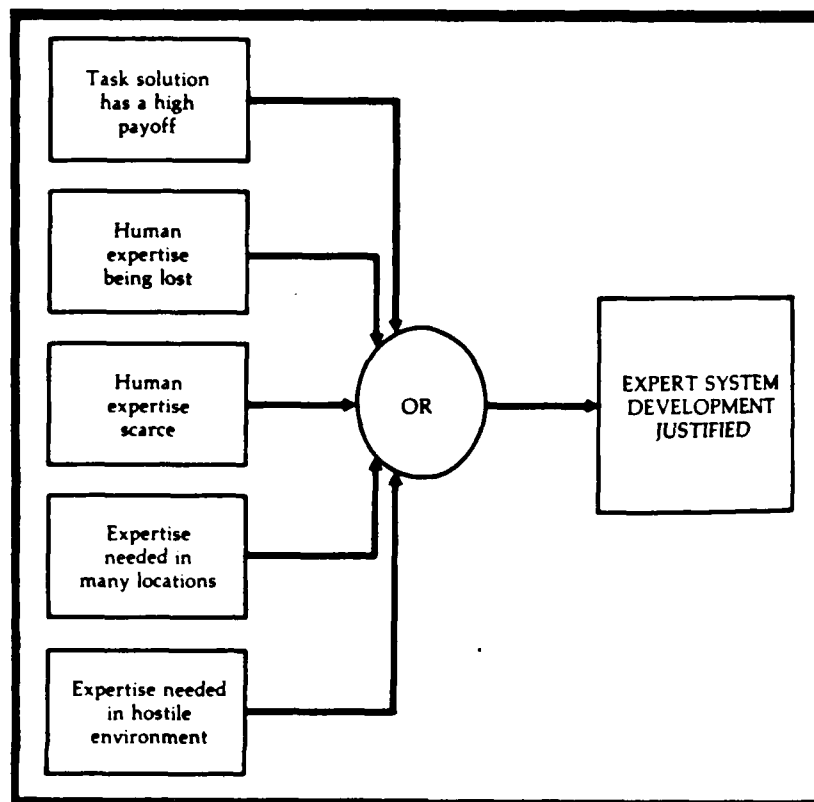 Task solution
has a high
payoff
Human
expertise
being lost
Human
expertise
scarce
Expertise
needed in
many locations
Expertise needed
in hostile
environment
OR
EXPERT SYSTEM
DEVELOPMENT
JUSTIFIED